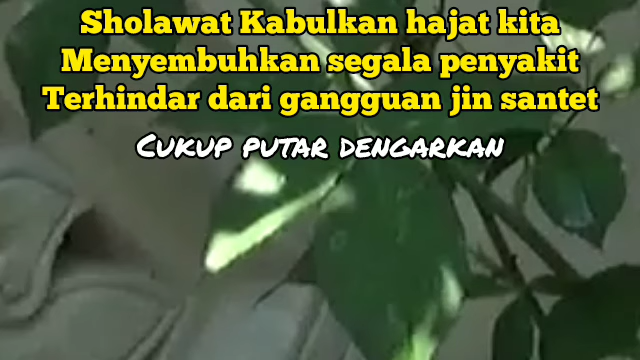 Sholawat Kabulkan hajat kita
Menyembuhkan segala penyakit
Terhindar dari gangguan jin santet
Cukup putar dengarkan